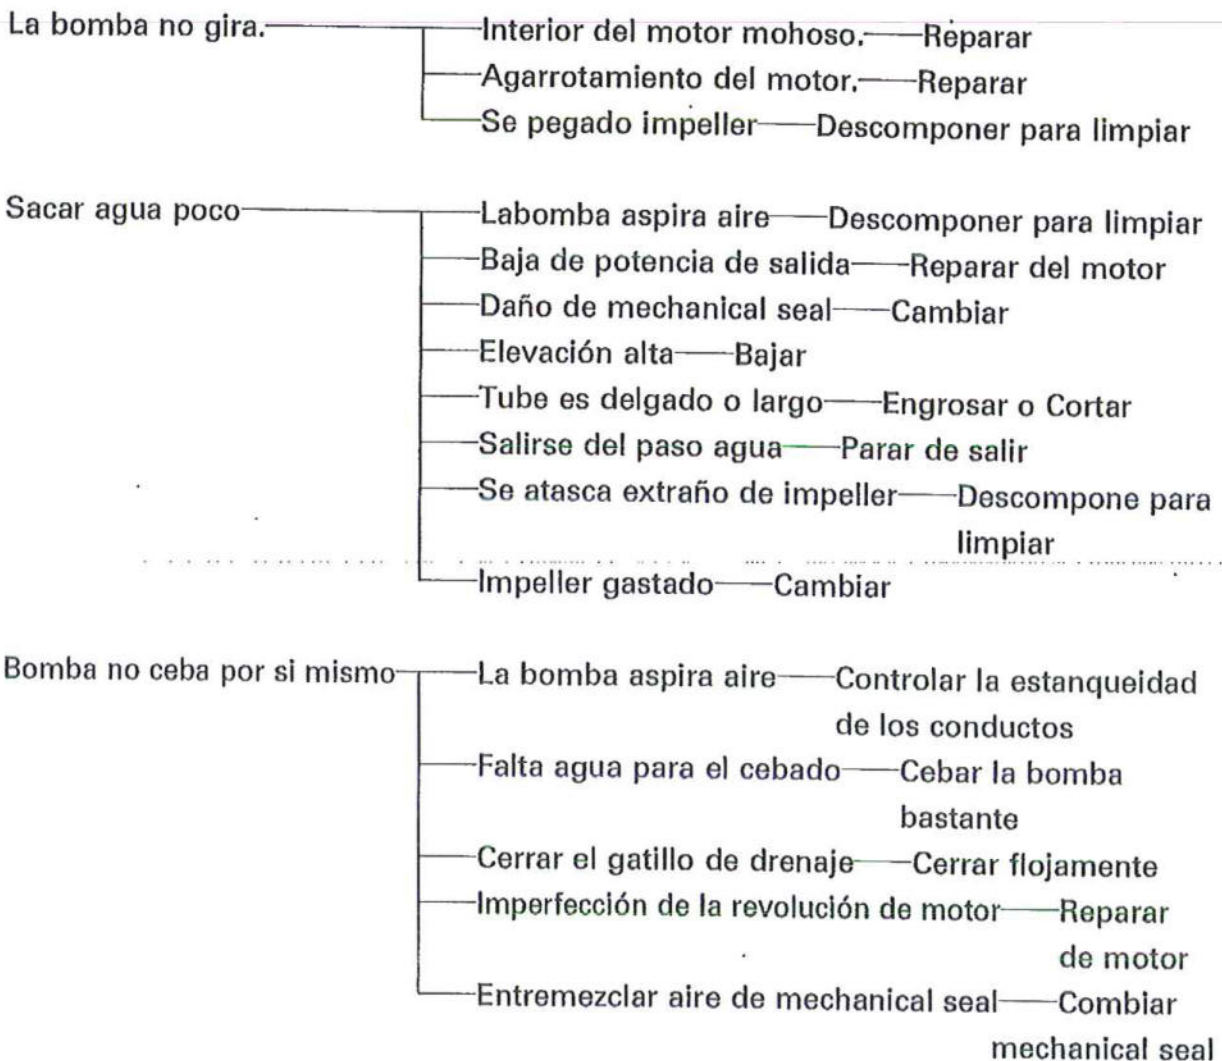 La bomba no gira. Interior del motor mohoso. Reparar
Agarrotamiento del motor. Reparar
Se pegado impeller Descomponer para limpiar
Sacar agua poco Labomba aspira aire Descomponer para limpiar
Baja de potencia de salida Reparar del motor
Daño de mechanical seal Cambiar
Elevación alta Bajar
Tube es delgado o largo Engrosar o Cortar
Salirse del paso agua Parar de salir
Se atasca extraño de impeller Descompone para
limpiar
Impeller gastado Cambiar
Bomba no ceba por si mismo La bomba aspira aire Controlar la estanqueidad
de los conductos
Falta agua para el cebado Cebar la bomba
bastante
Cerrar el gatillo de drenaje Cerrar flojamente
Imperfección de la revolución de motor Reparar
de motor
Entremezclar aire de mechanical seal Combiar
mechanical seal